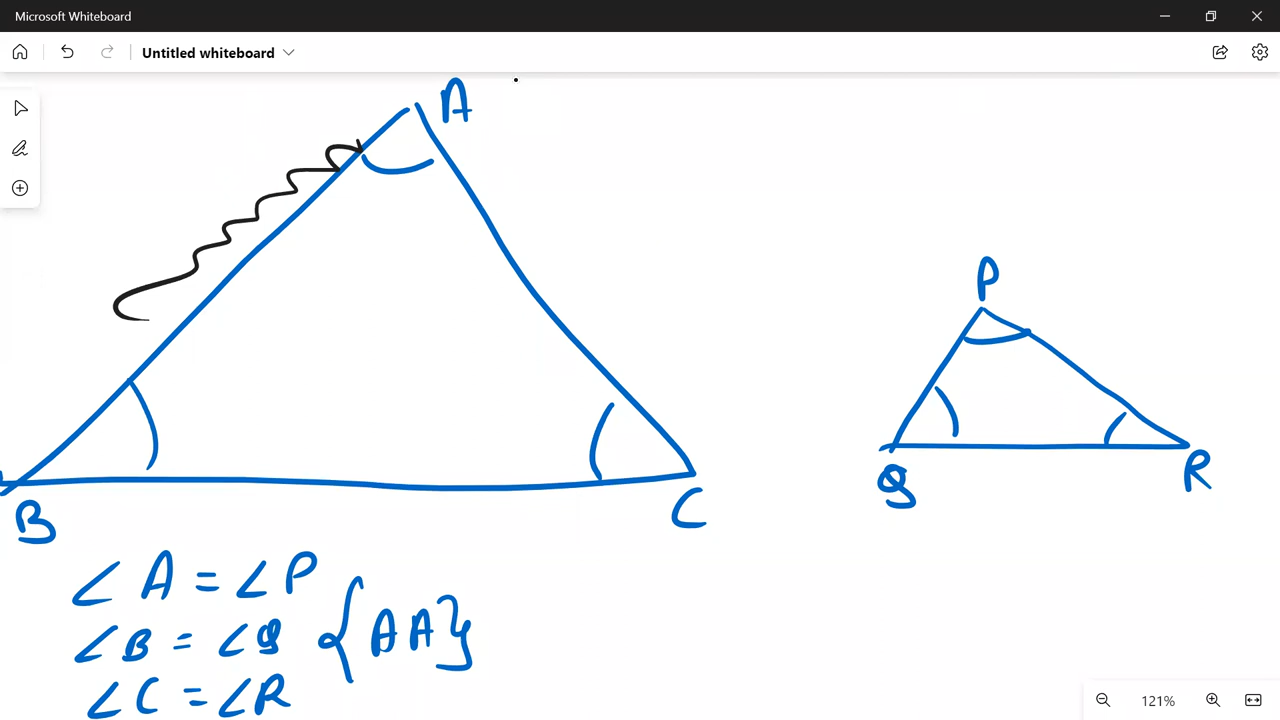 Microsoft Whiteboard
Untitled whiteboard
A
P
Q
R
B
C
∠A = ∠P
∠B = ∠Q {AA}
∠C = ∠R
121%